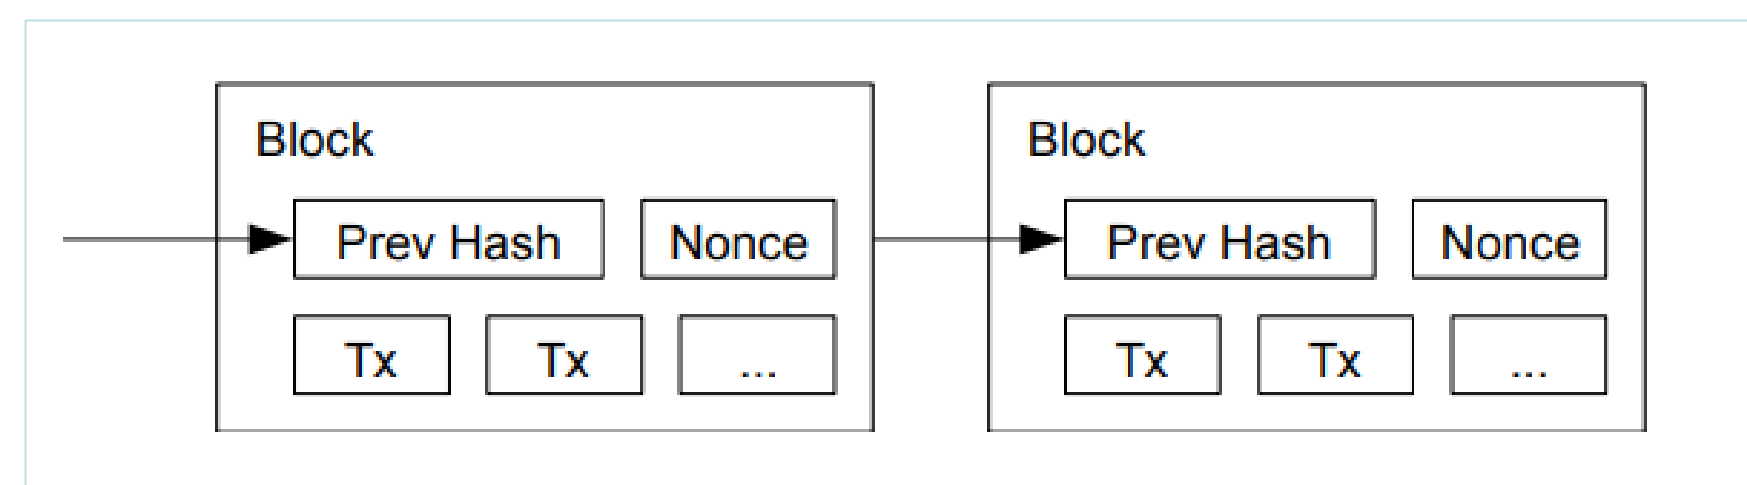 Block
Prev Hash
Nonce
Tx
Tx
...
Block
Prev Hash
Nonce
Tx
Tx
...